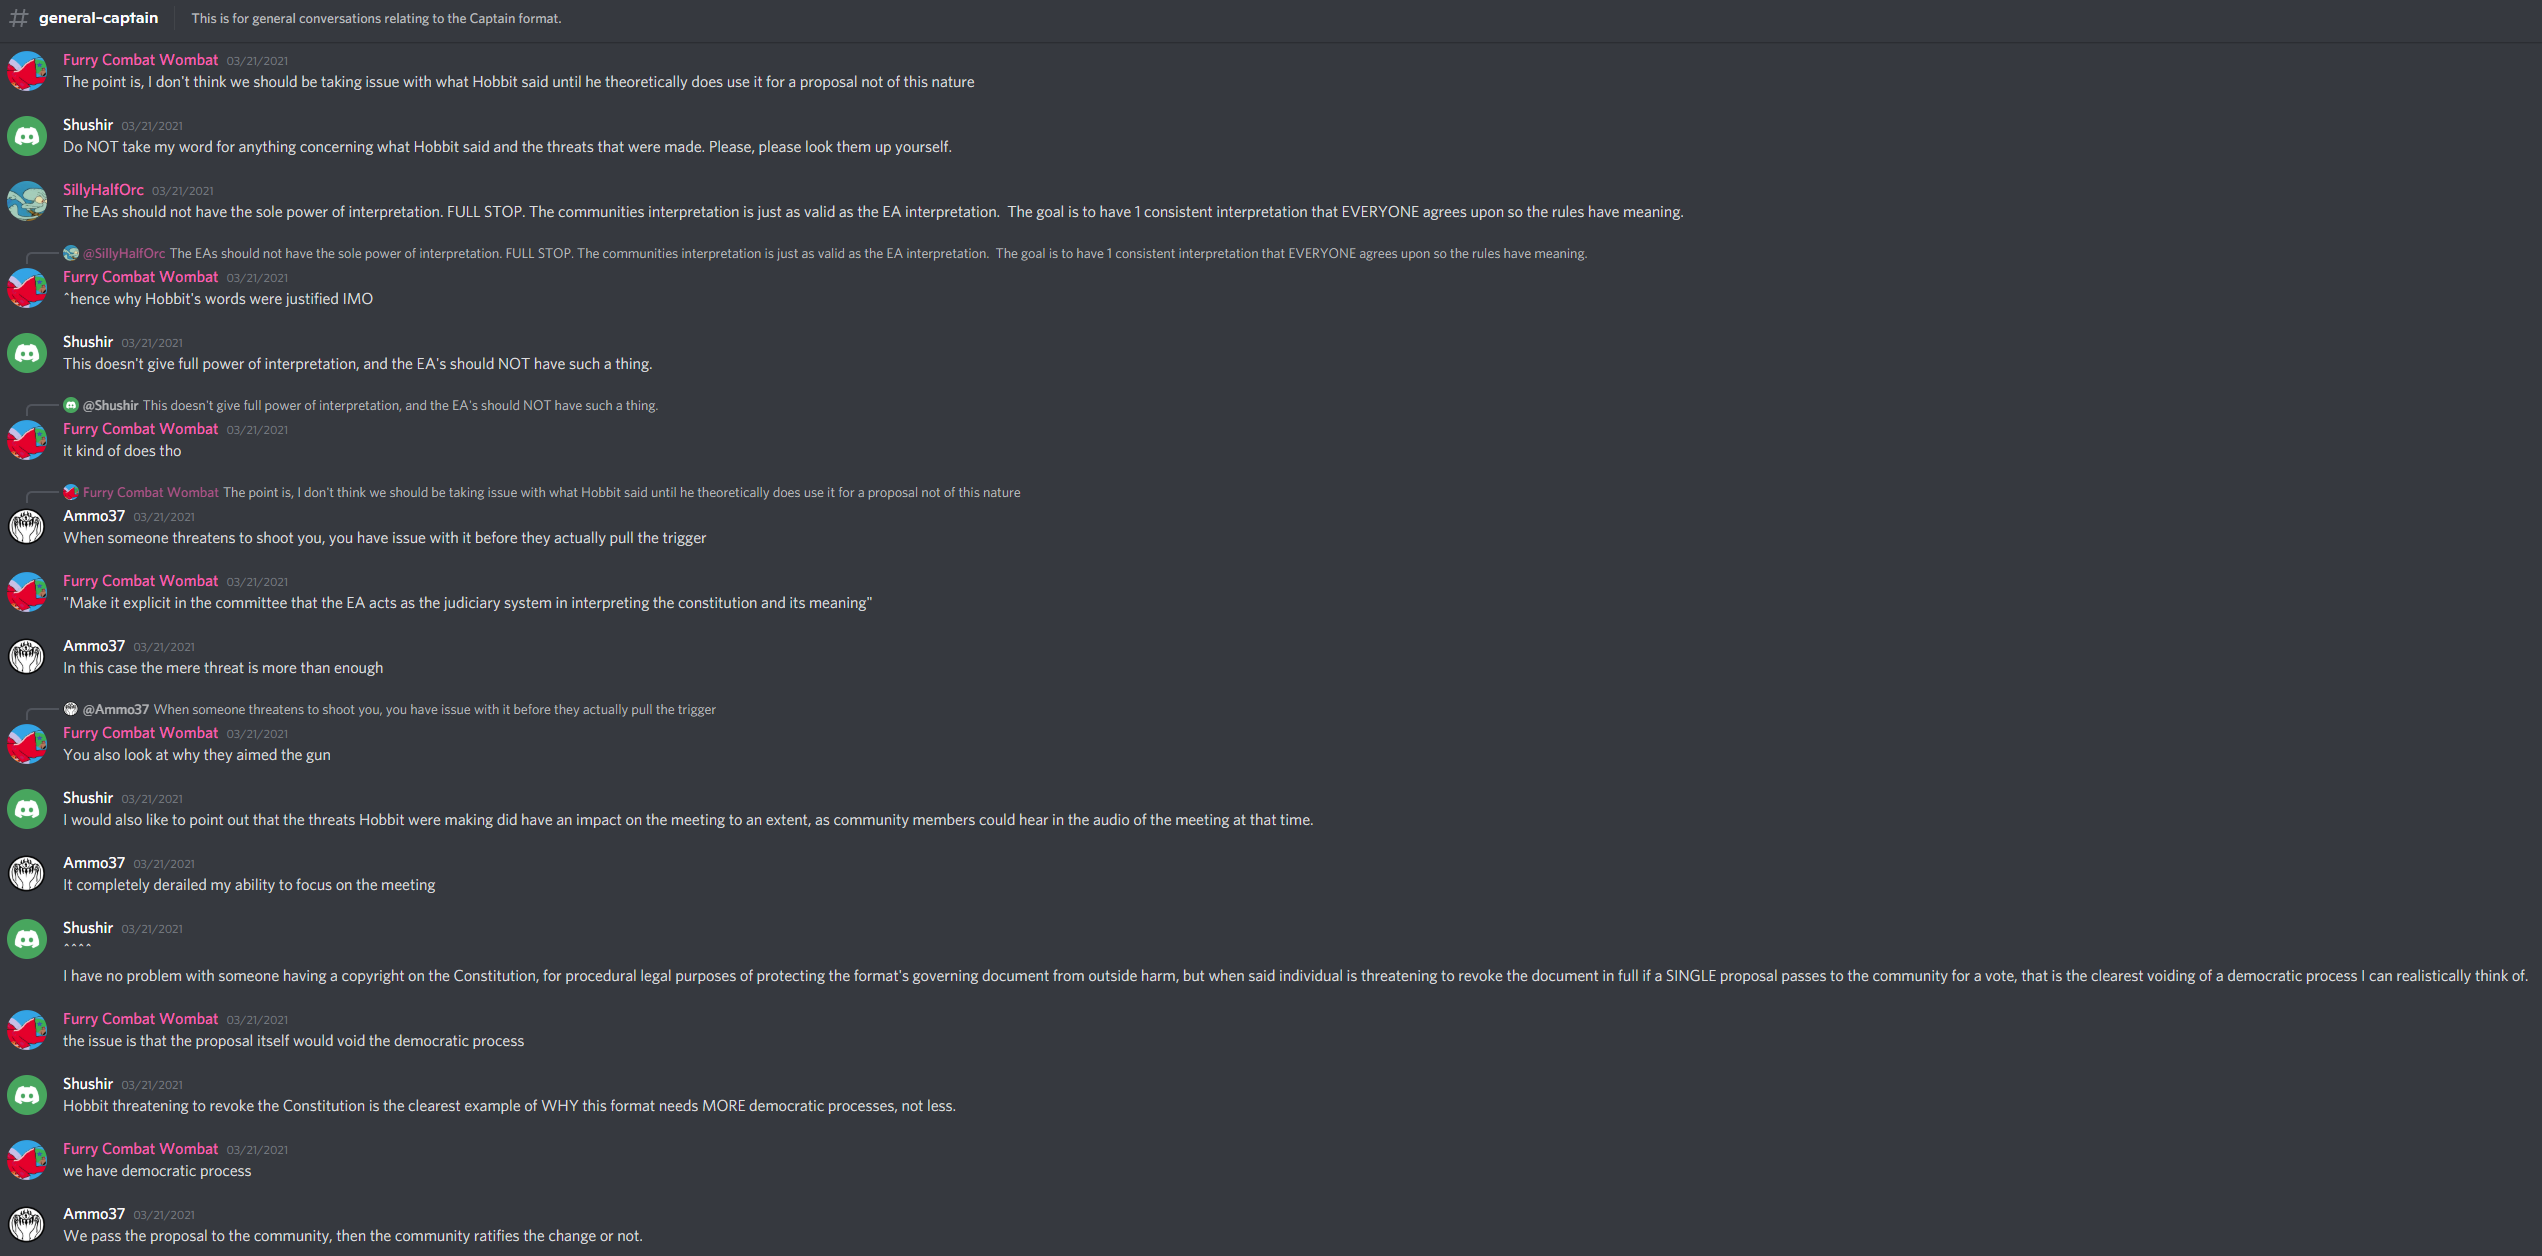 # general-captain This is for general conversations relating to the Captain format.
Furry Combat Wombat 03/21/2021
The point is, I don't think we should be taking issue with what Hobbit said until he theoretically does use it for a proposal not of this nature
Shushir 03/21/2021
Do NOT take my word for anything concerning what Hobbit said and the threats that were made. Please, please look them up yourself.
SillyHalfOrc 03/21/2021
The EAs should not have the sole power of interpretation. FULL STOP. The communities interpretation is just as valid as the EA interpretation.  The goal is to have 1 consistent interpretation that EVERYONE agrees upon so the rules have meaning.
@SillyHalfOrc The EAs should not have the sole power of interpretation. FULL STOP. The communities interpretation is just as valid as the EA interpretation.  The goal is to have 1 consistent interpretation that EVERYONE agrees upon so the rules have meaning.
Furry Combat Wombat 03/21/2021
^hence why Hobbit's words were justified IMO
Shushir 03/21/2021
This doesn't give full power of interpretation, and the EA's should NOT have such a thing.
@Shushir This doesn't give full power of interpretation, and the EA's should NOT have such a thing.
Furry Combat Wombat 03/21/2021
it kind of does tho
Furry Combat Wombat The point is, I don't think we should be taking issue with what Hobbit said until he theoretically does use it for a proposal not of this nature
Ammo37 03/21/2021
When someone threatens to shoot you, you have issue with it before they actually pull the trigger
Furry Combat Wombat 03/21/2021
"Make it explicit in the committee that the EA acts as the judiciary system in interpreting the constitution and its meaning"
Ammo37 03/21/2021
In this case the mere threat is more than enough
@Ammo37 When someone threatens to shoot you, you have issue with it before they actually pull the trigger
Furry Combat Wombat 03/21/2021
You also look at why they aimed the gun
Shushir 03/21/2021
I would also like to point out that the threats Hobbit were making did have an impact on the meeting to an extent, as community members could hear in the audio of the meeting at that time.
Ammo37 03/21/2021
It completely derailed my ability to focus on the meeting
Shushir 03/21/2021
^^^^
I have no problem with someone having a copyright on the Constitution, for procedural legal purposes of protecting the format's governing document from outside harm, but when said individual is threatening to revoke the document in full if a SINGLE proposal passes to the community for a vote, that is the clearest voiding of a democratic process I can realistically think of.
Furry Combat Wombat 03/21/2021
the issue is that the proposal itself would void the democratic process
Shushir 03/21/2021
Hobbit threatening to revoke the Constitution is the clearest example of WHY this format needs MORE democratic processes, not less.
Furry Combat Wombat 03/21/2021
we have democratic process
Ammo37 03/21/2021
We pass the proposal to the community, then the community ratifies the change or not.